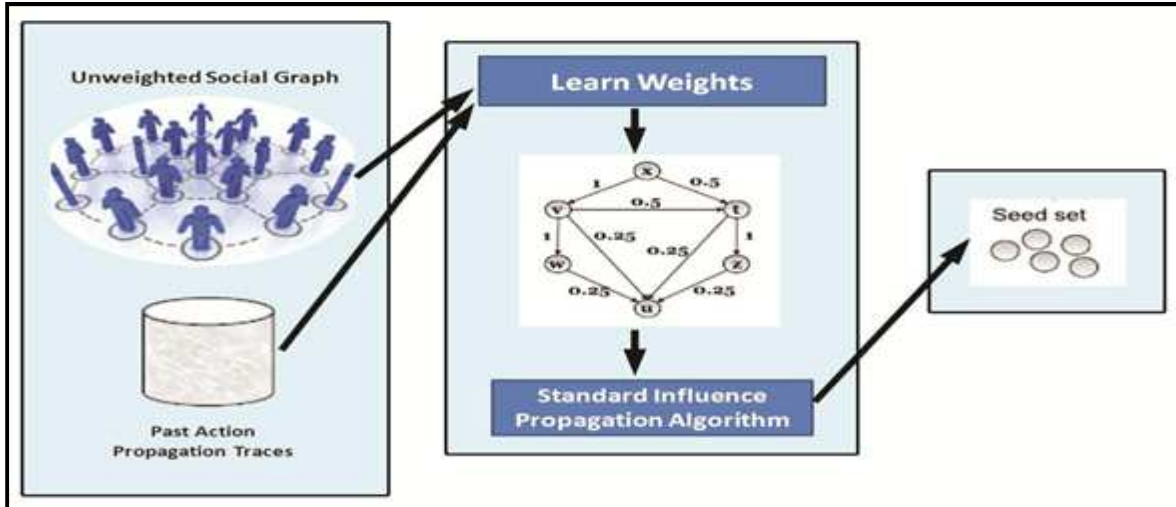 Unweighted Social Graph
Past Action
Propagation Traces
Learn Weights
x
1
0.5
v
0.5
t
1
0.25
0.25
1
w
z
0.25
0.25
u
Standard Influence
Propagation Algorithm
Seed set